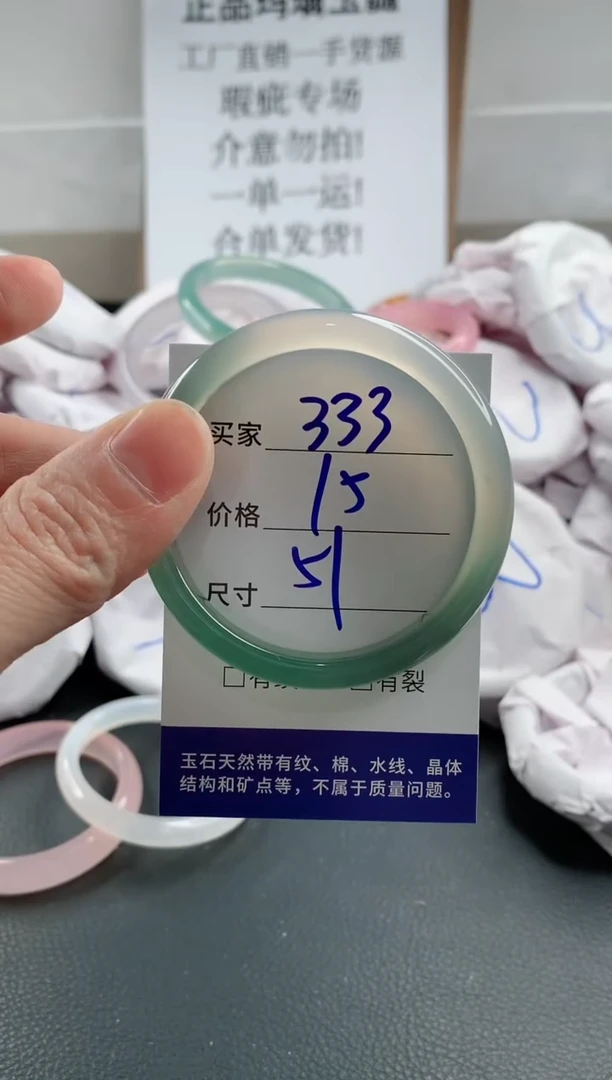 正品玛瑙玉镯
工厂直销一手货源
瑕疵专场
介意勿拍!
一单一运!
合单发货!
买家 333
价格 15
尺寸 51
有裂
玉石天然带有纹、棉、水线、晶体
结构和矿点等，不属于质量问题。